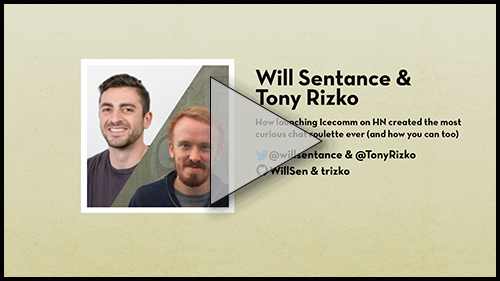 Will Sentance &
Tony Rizko
How launching Icecomm on HN created the most
curious chat roulette ever (and how you can too)
@willsentance & @TonyRizko
WillSen & trizko